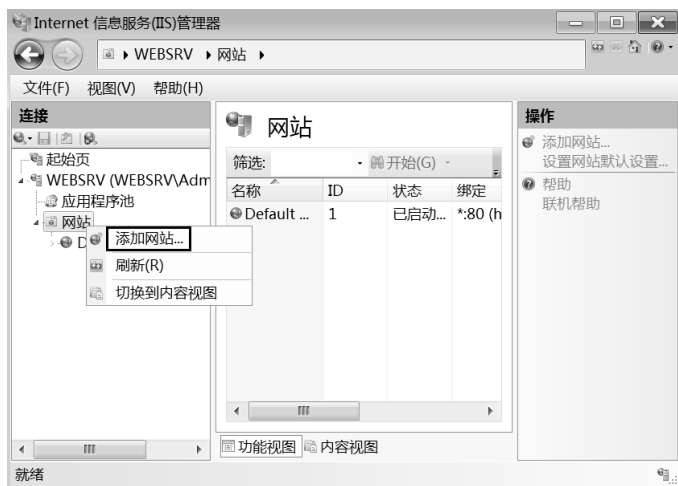 Internet 信息服务(IIS)管理器
WEBSRV 网站
文件(F) 视图(V) 帮助(H)
连接
起始页
WEBSRV (WEBSRV\Adm
应用程序池
网站
D
添加网站...
刷新(R)
切换到内容视图
网站
筛选: 开始(G)
名称 ID 状态 绑定
Default ... 1 已启动... *:80 (h
功能视图 内容视图
操作
添加网站...
设置网站默认设置...
帮助
联机帮助
就绪